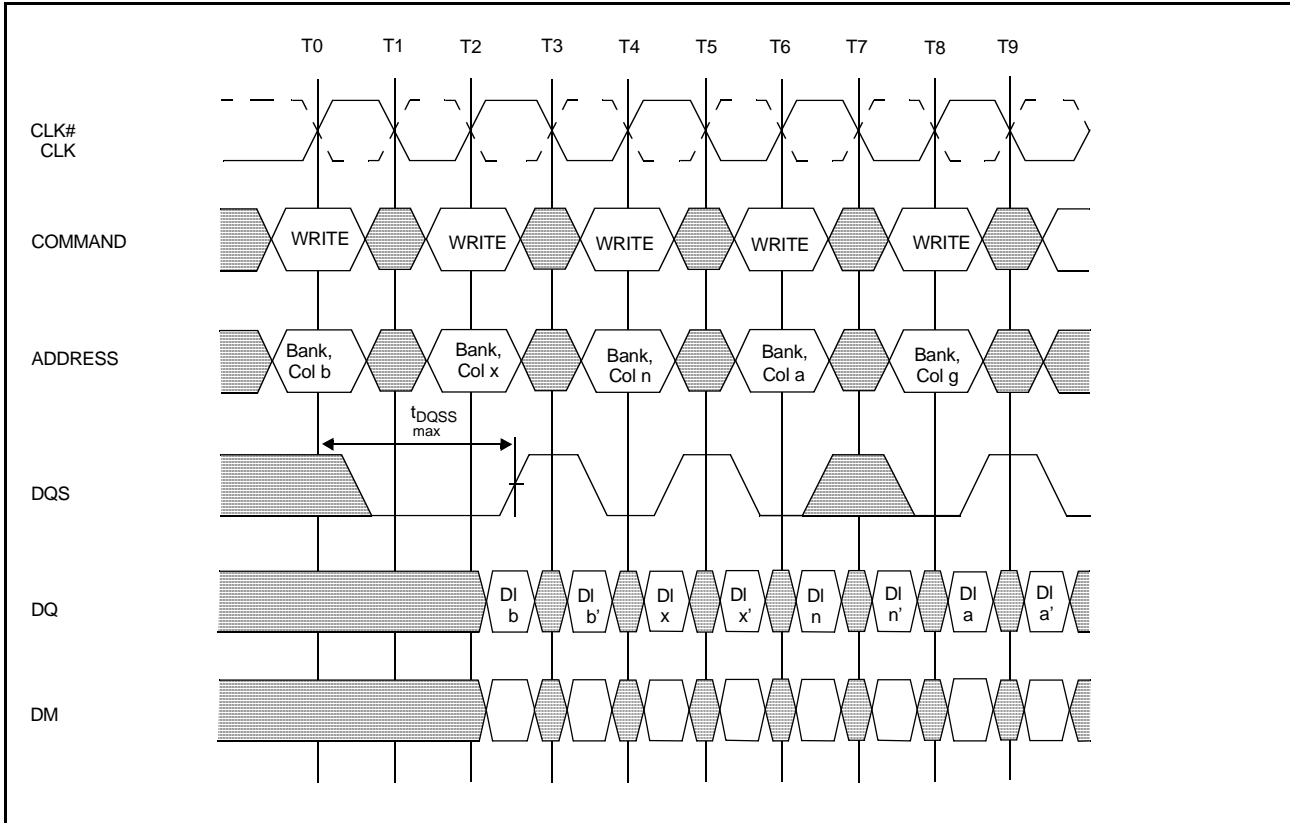 T0 T1 T2 T3 T4 T5 T6 T7 T8 T9
CLK#
CLK
COMMAND
WRITE WRITE WRITE WRITE WRITE
ADDRESS
Bank, Bank, Bank, Bank, Bank,
Col b Col x Col n Col a Col g
tDQSS
max
DQS
DQ
DI DI DI DI DI DI DI DI
b b' x x' n n' a a'
DM